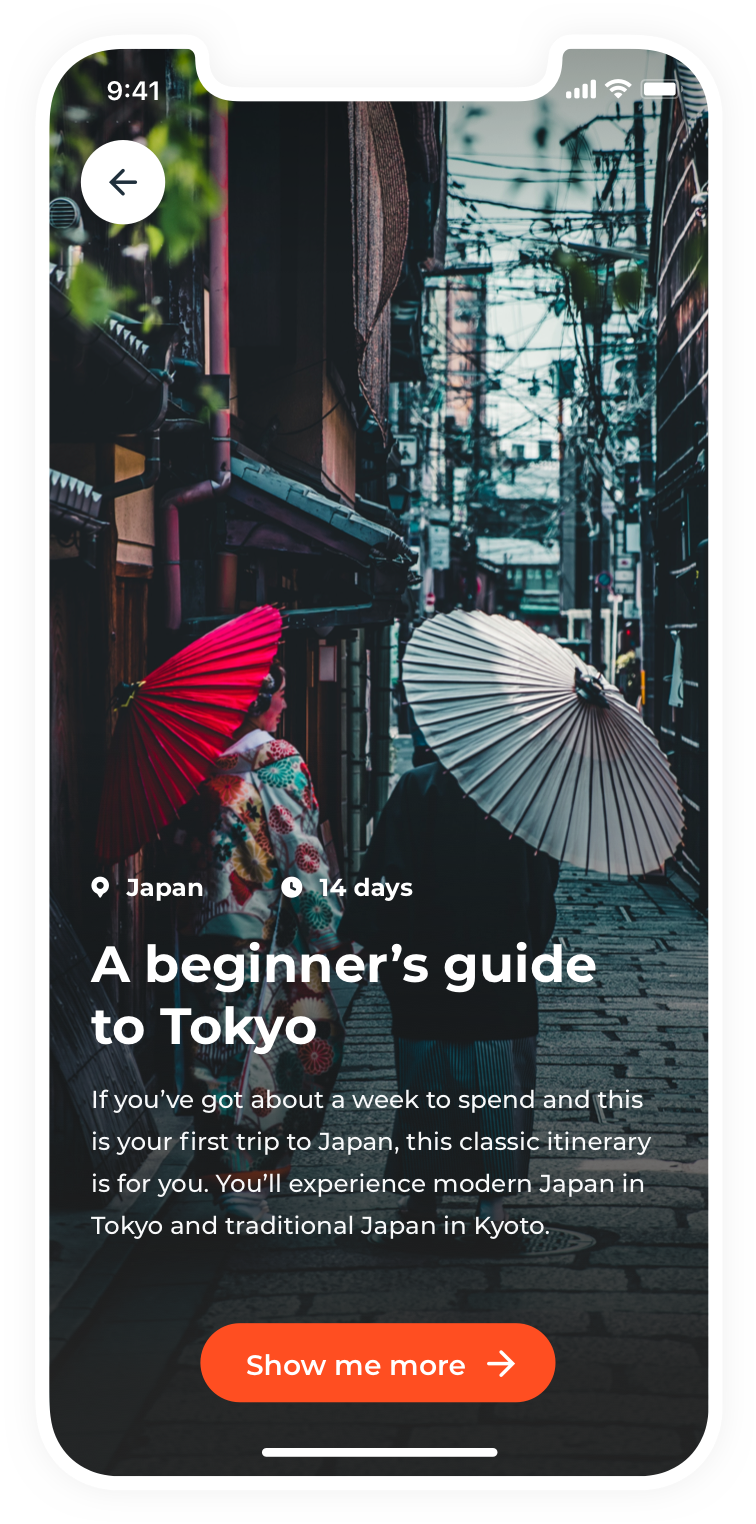 9:41
Japan 14 days
A beginner’s guide
to Tokyo
If you’ve got about a week to spend and this
is your first trip to Japan, this classic itinerary
is for you. You’ll experience modern Japan in
Tokyo and traditional Japan in Kyoto.
Show me more